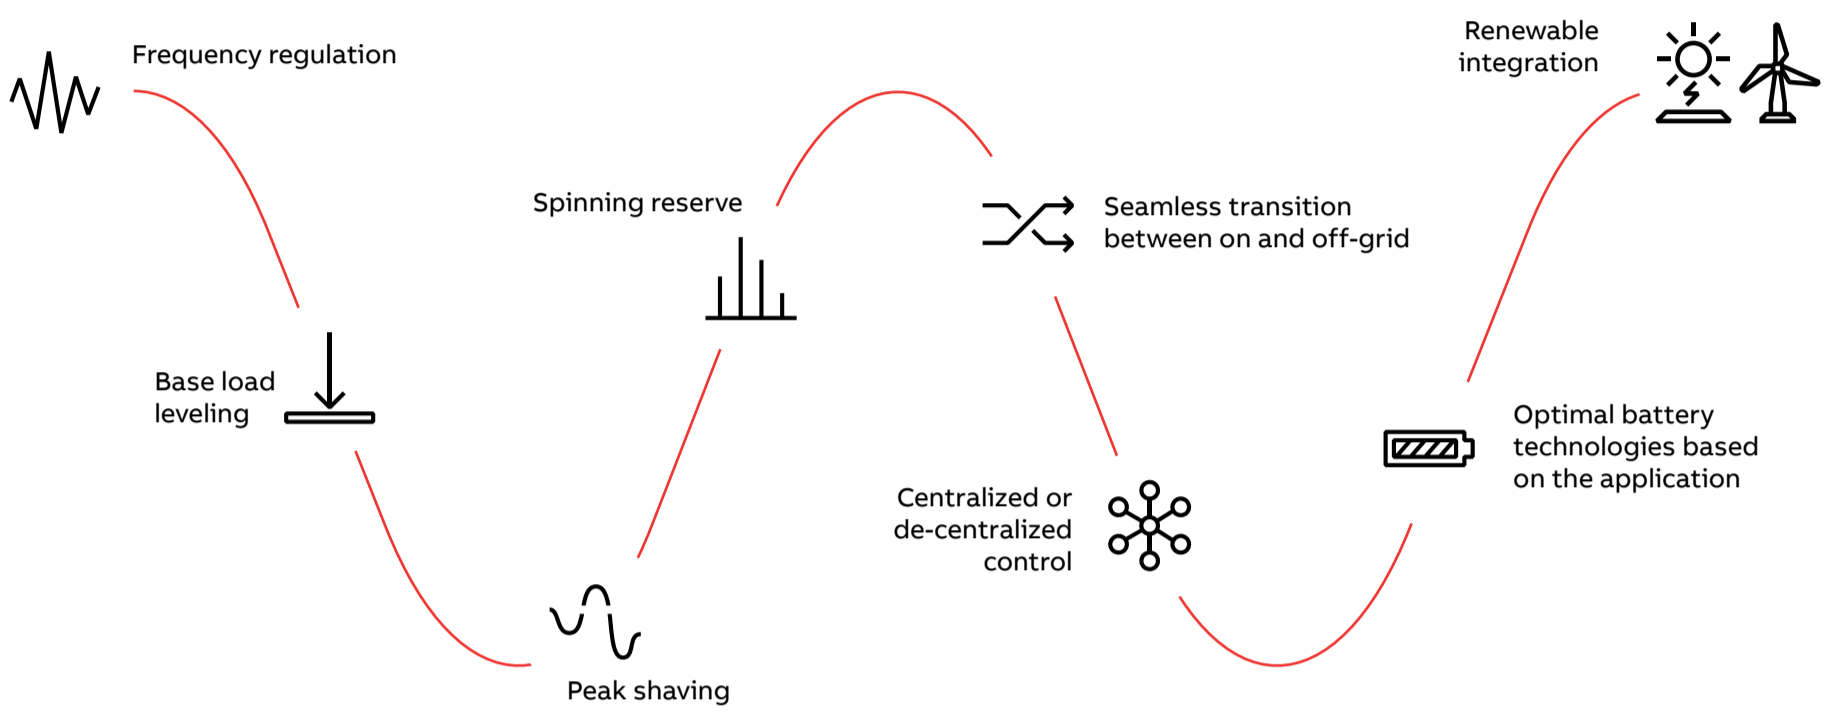 Frequency regulation
Base load
leveling
Peak shaving
Spinning reserve
Seamless transition
between on and off-grid
Centralized or
de-centralized
control
Optimal battery
technologies based
on the application
Renewable
integration